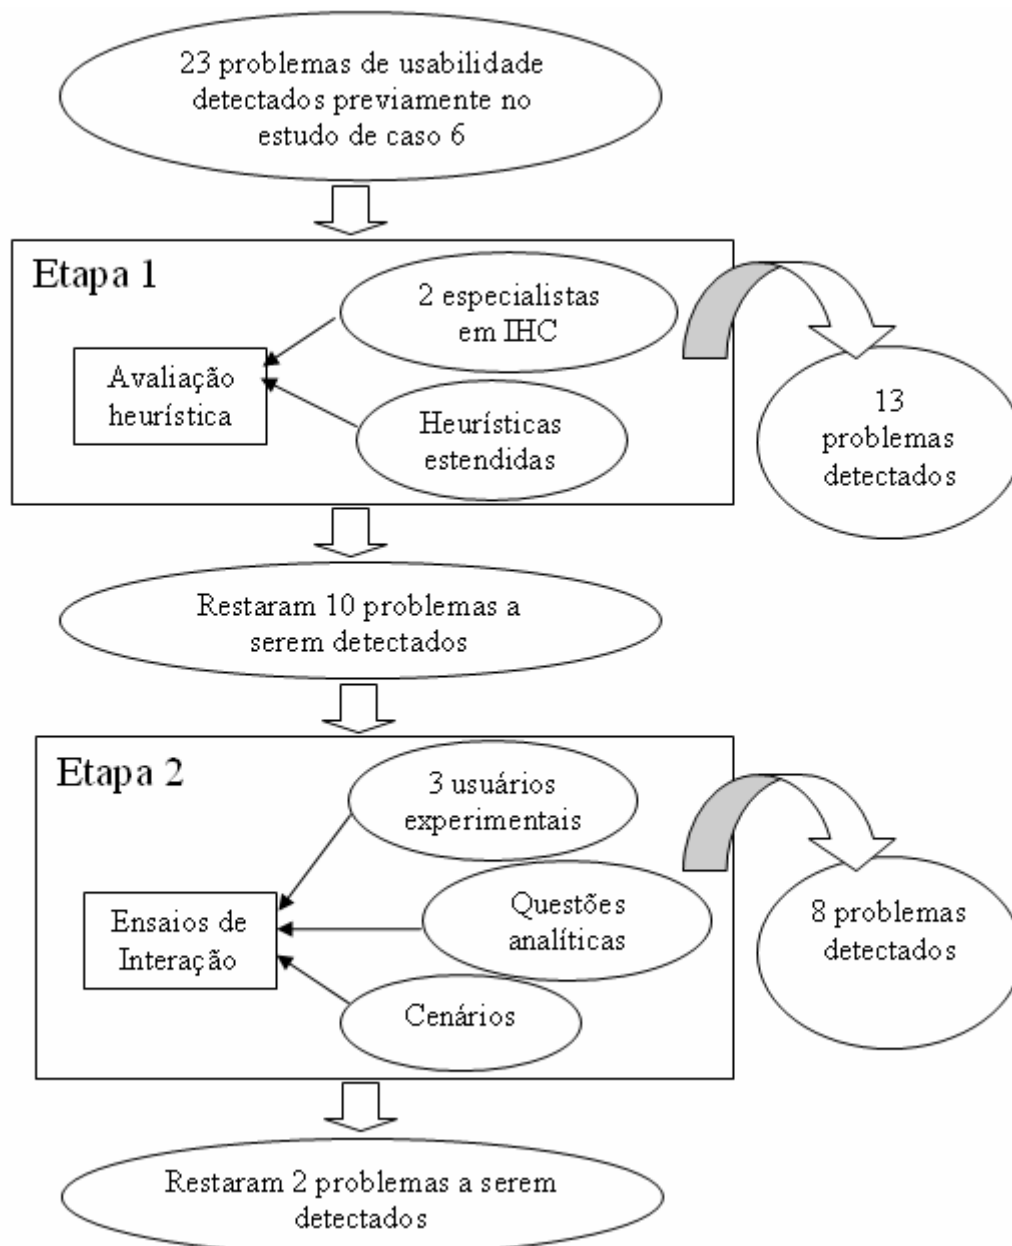 23 problemas de usabilidade
detectados previamente no
estudo de caso 6
Etapa 1
2 especialistas
em IHC
Avaliação
heurística
Heurísticas
estendidas
13
problemas
detectados
Restaram 10 problemas a
serem detectados
Etapa 2
3 usuários
experimentais
Questões
analíticas
Ensaios de
Interação
Cenários
8 problemas
detectados
Restaram 2 problemas a serem
detectados